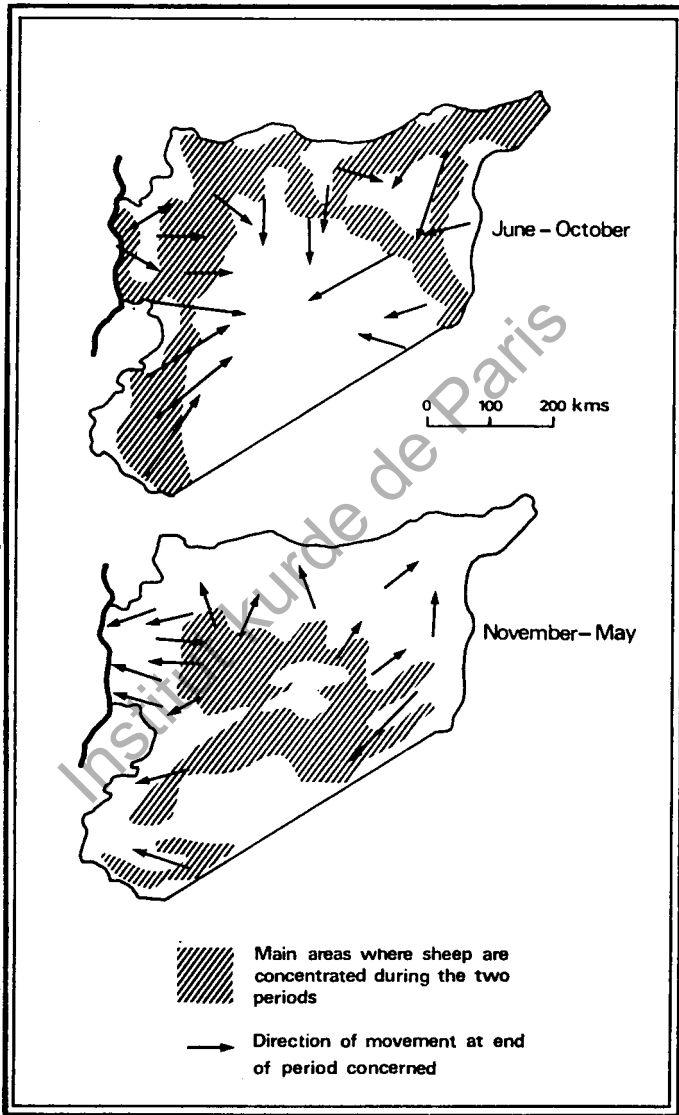 June – October
0 100 200 kms
Institut kurde de Paris
November – May
Main areas where sheep are
concentrated during the two
periods
Direction of movement at end
of period concerned